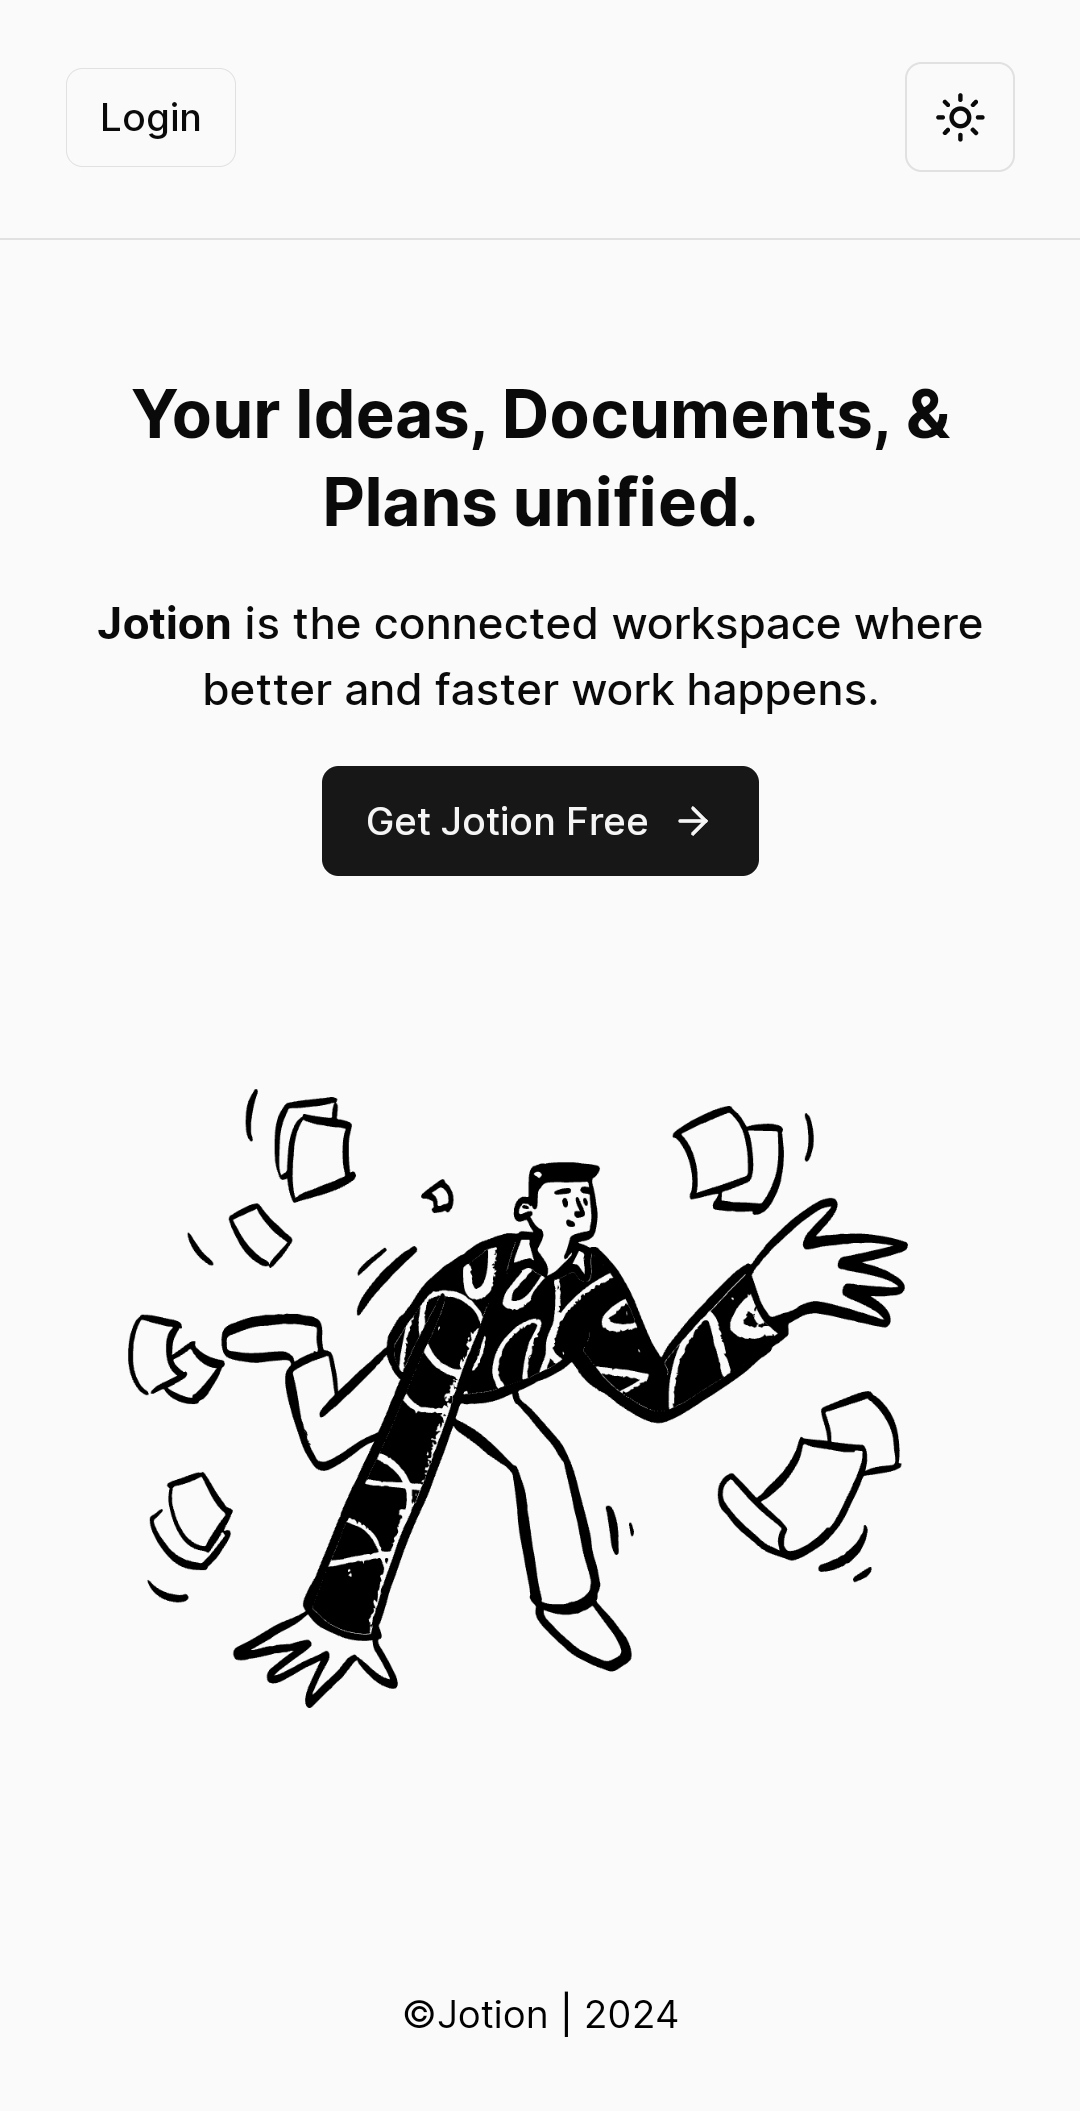 Login
Your Ideas, Documents, &
Plans unified.
Jotion is the connected workspace where
better and faster work happens.
Get Jotion Free
©Jotion | 2024